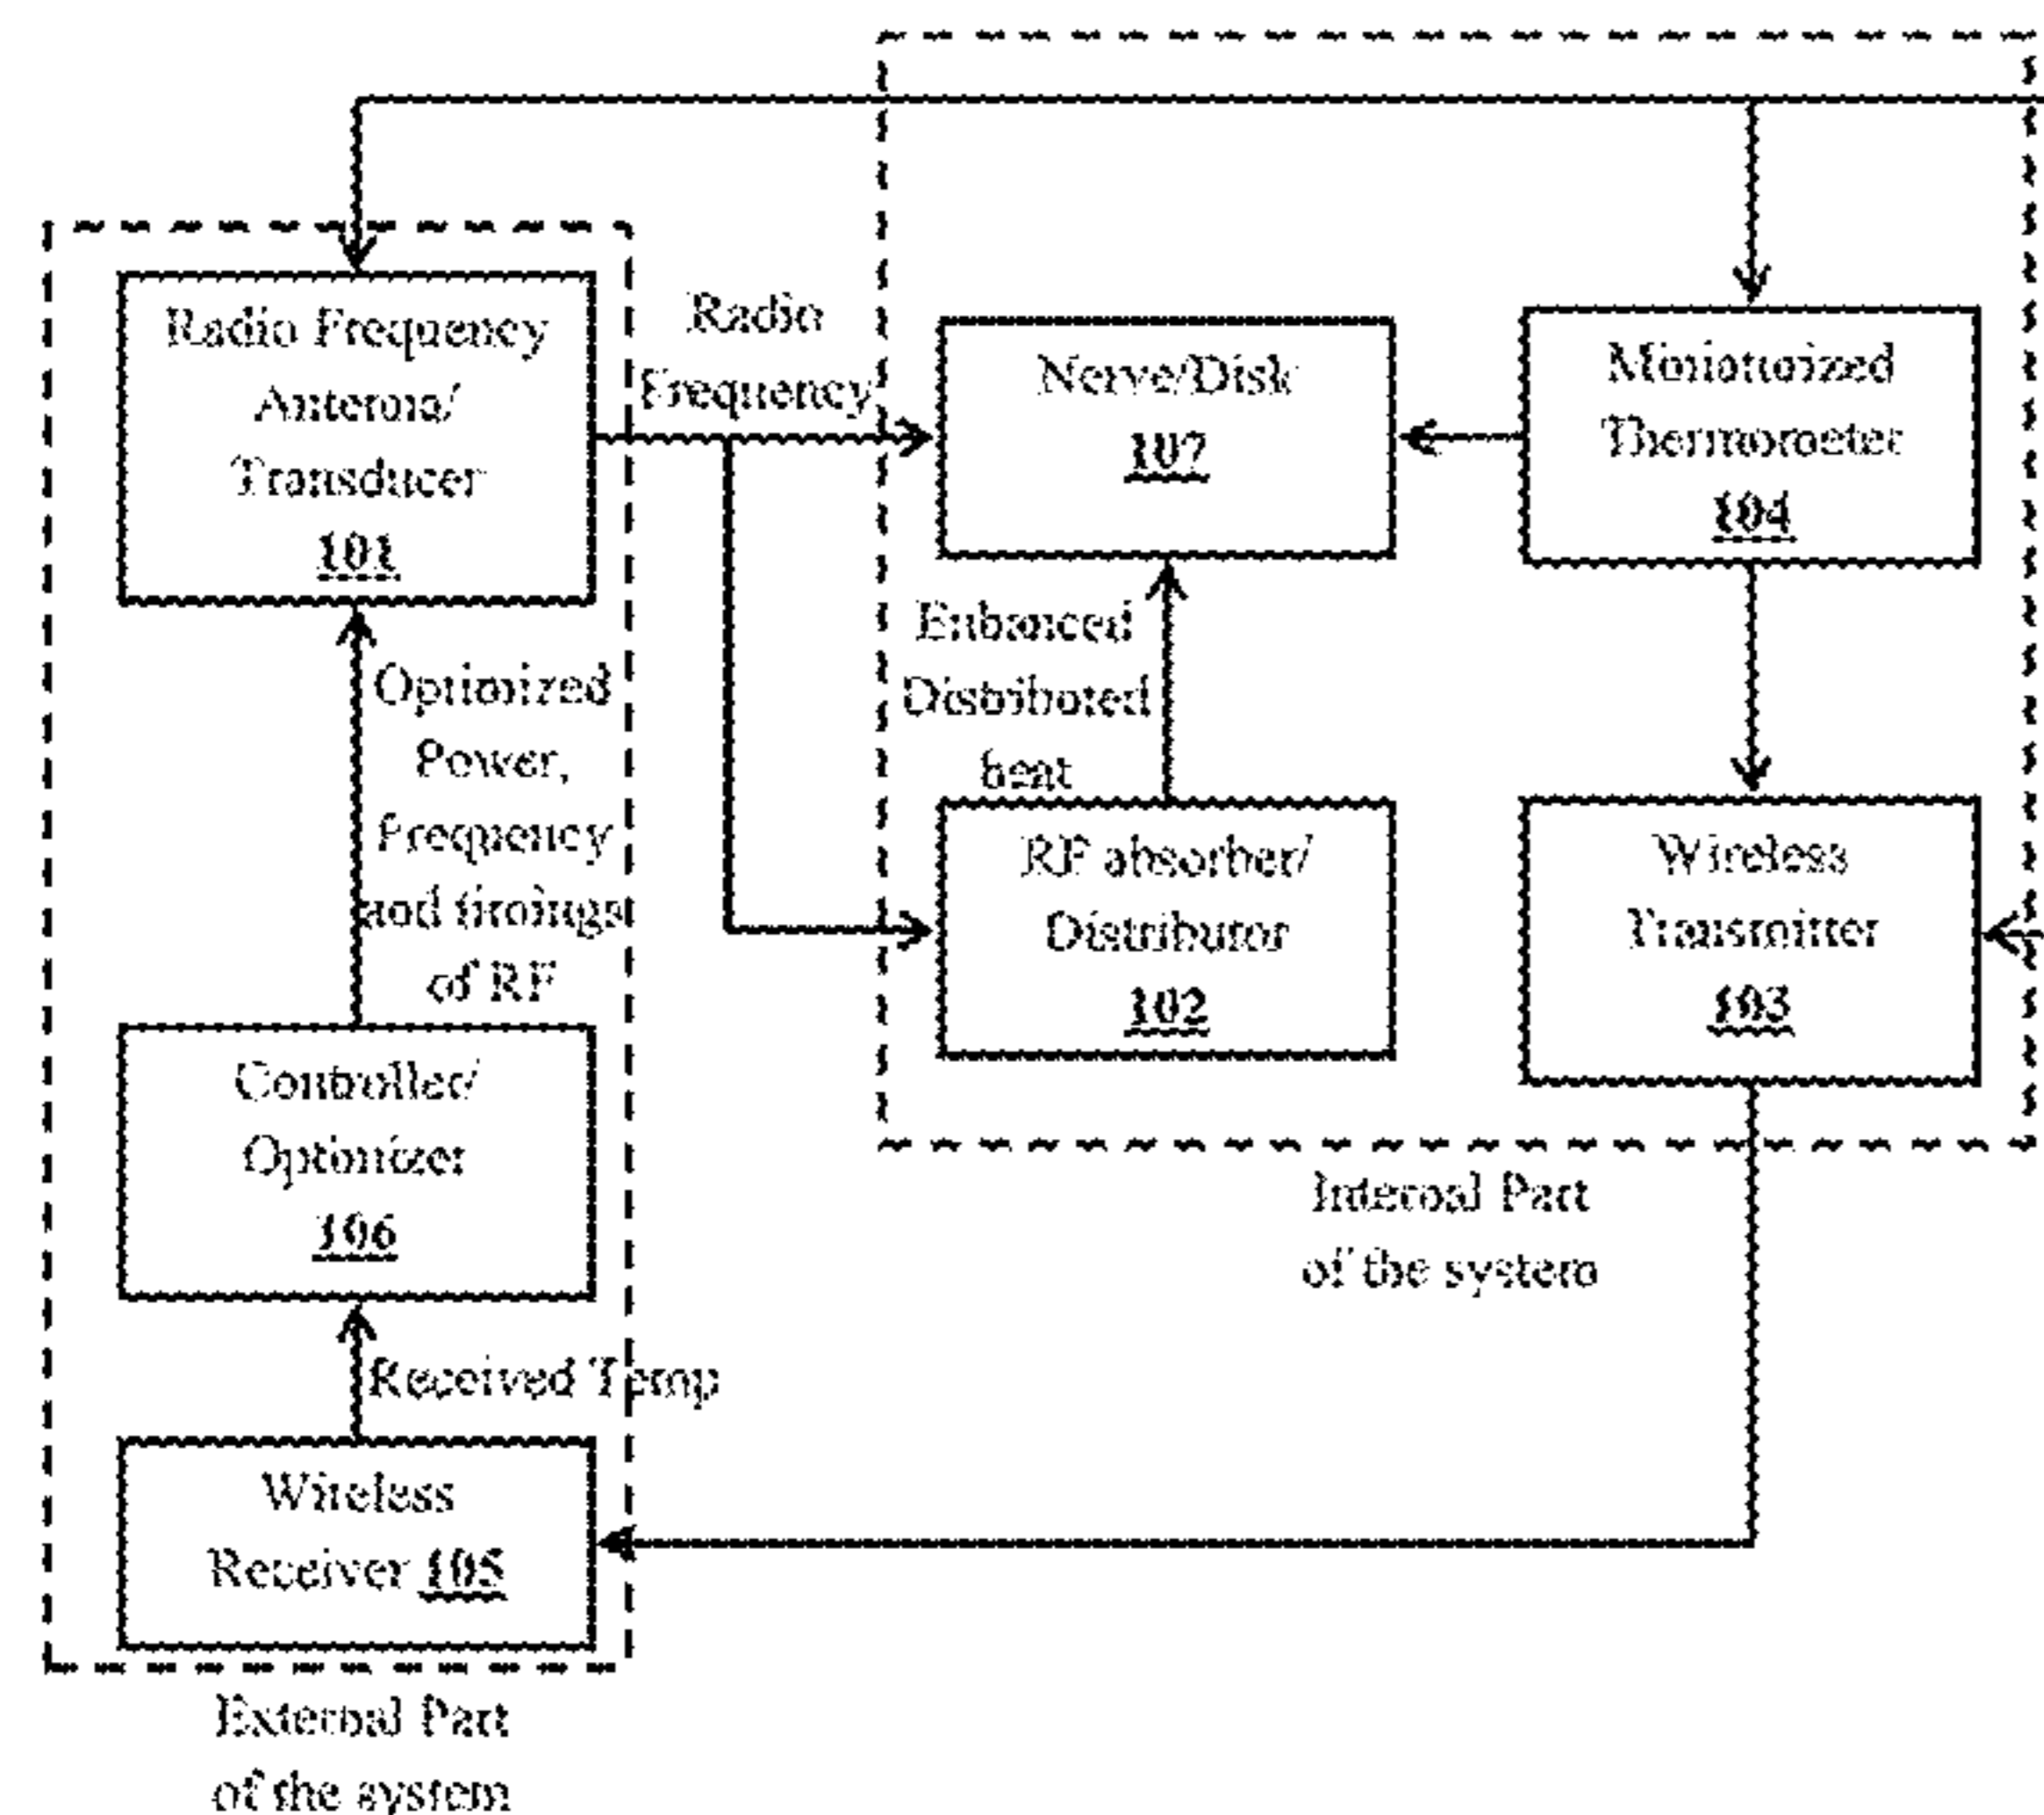 Radio Frequency
Antenna/
Transducer
101
Radio
Frequency
Nerve/Disk
107
Miniaturized
Thermometer
104
Optimized
Power,
Frequency
and timings
of RF
Enhanced
Distributed
heat
RF absorber/
Distributor
102
Wireless
Transmitter
103
Controller/
Optimizer
106
Internal Part
of the system
Received Temp
Wireless
Receiver 105
External Part
of the system